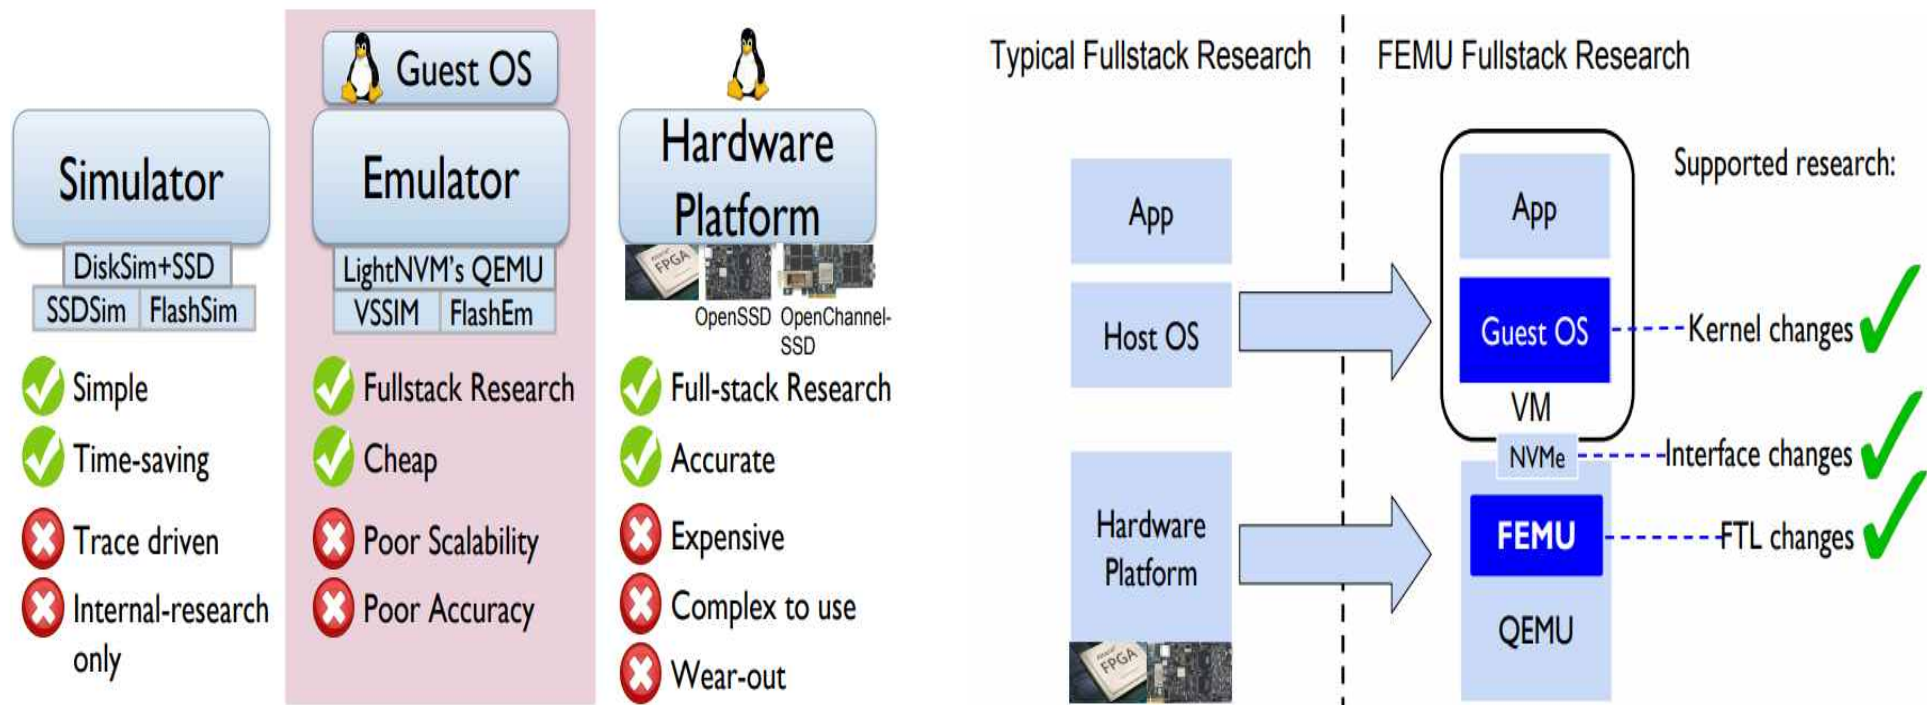 Guest OS
Simulator
DiskSim+SSD
SSDSim
FlashSim
Simple
Time-saving
Trace driven
Internal-research
only
Emulator
LightNVM's QEMU
VSSIM
FlashEm
Fullstack Research
Cheap
Poor Scalability
Poor Accuracy
Hardware
Platform
FPGA
OpenSSD
OpenChannel-
SSD
Full-stack Research
Accurate
Expensive
Complex to use
Wear-out
Typical Fullstack Research
App
Host OS
Hardware
Platform
FPGA
FEMU Fullstack Research
App
Guest OS
VM
NVMe
FEMU
QEMU
Supported research:
Kernel changes
Interface changes
FTL changes